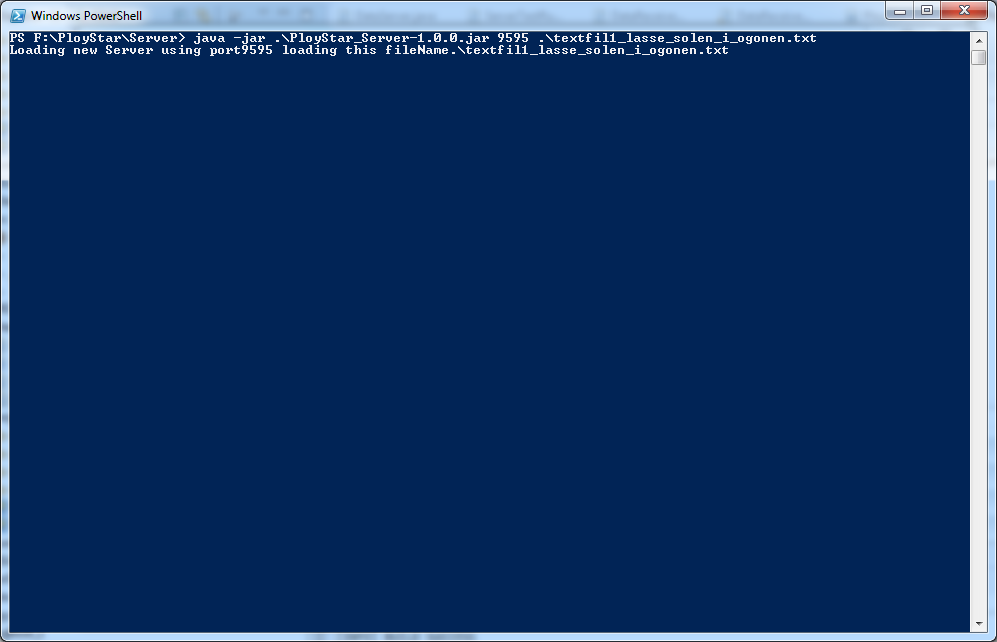 Windows PowerShell
PS F:\PloyStar\Server> java -jar .\PloyStar_Server-1.0.0.jar 9595 .\textfil1_lasse_solen_i_ogonen.txt
Loading new Server using port9595 loading this fileName.\textfil1_lasse_solen_i_ogonen.txt